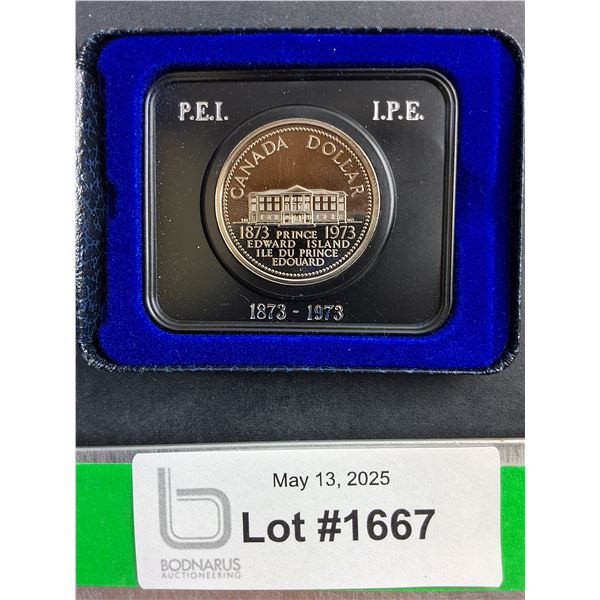 P.E.I. I.P.E.
CANADA DOLLAR
1873 PRINCE 1973
EDWARD ISLAND
ILE DU PRINCE
EDOUARD
1873 - 1973
May 13, 2025
Lot #1667
BODNARUS
AUCTIONEERING